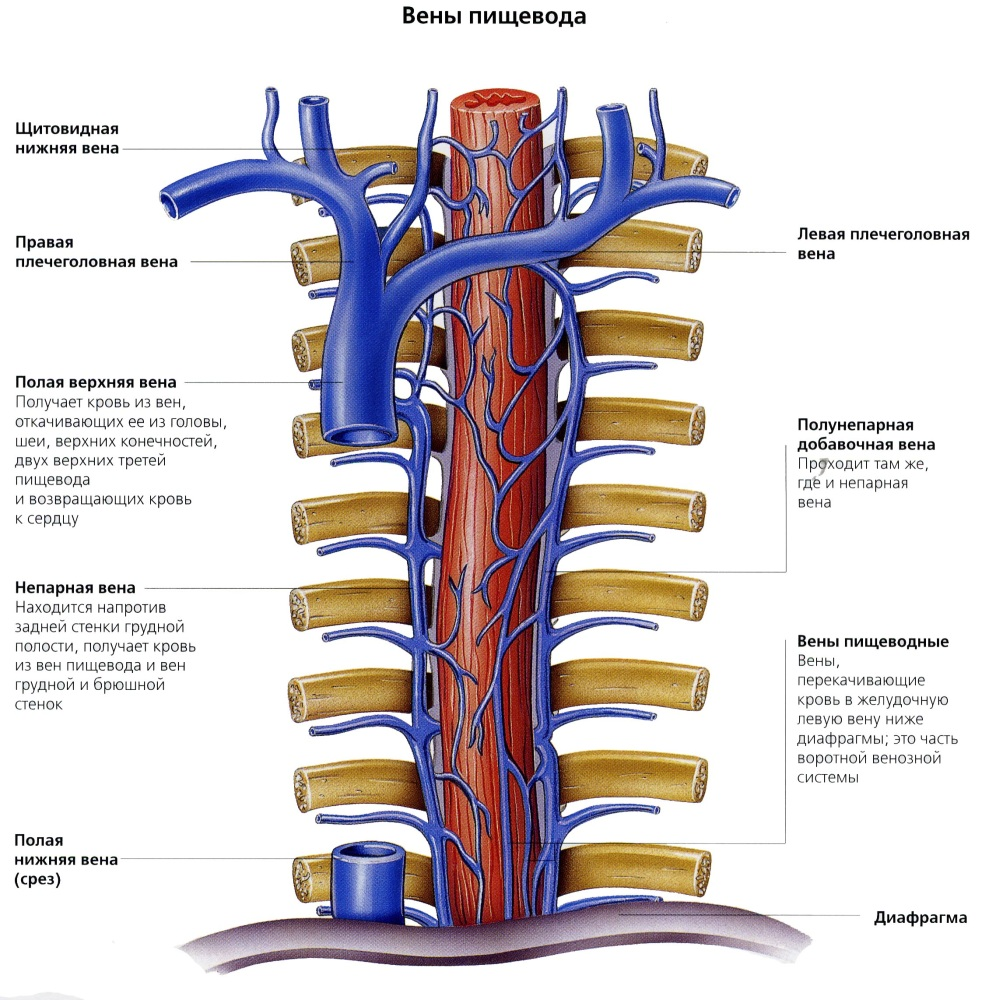 Вены пищевода
Щитовидная
нижняя вена
Правая
плечеголовная вена
Полая верхняя вена
Получает кровь из вен,
откачивающих ее из головы,
шеи, верхних конечностей,
двух верхних третей
пищевода
и возвращающих кровь
к сердцу
Непарная вена
Находится напротив
задней стенки грудной
полости, получает кровь
из вен пищевода и вен
грудной и брюшной
стенок
Полая
нижняя вена
(срез)
Левая плечеголовная
вена
Полунепарная
добавочная вена
Проходит там же,
где и непарная
вена
Вены пищеводные
Вены,
перекачивающие
кровь в желудочную
левую вену ниже
диафрагмы; это часть
воротной венозной
системы
Диафрагма